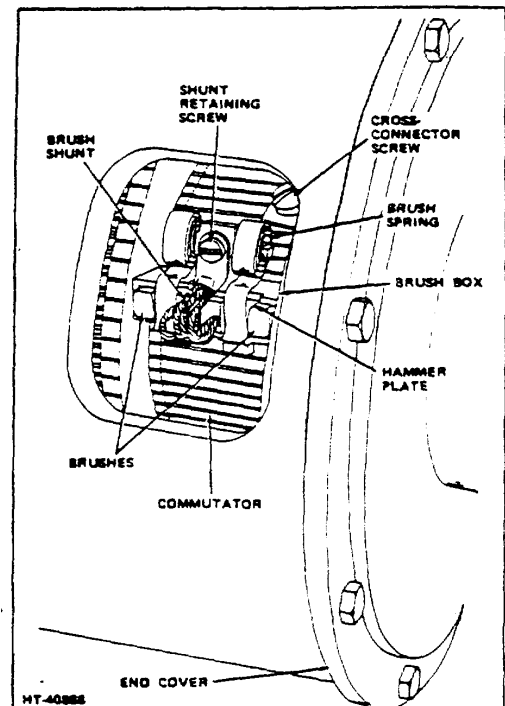 SHUNT
RETAINING
SCREW
CROSS-
CONNECTOR
SCREW
BRUSH
SHUNT
BRUSH
SPRING
BRUSH BOX
HAMMER
PLATE
BRUSHES
COMMUTATOR
END COVER